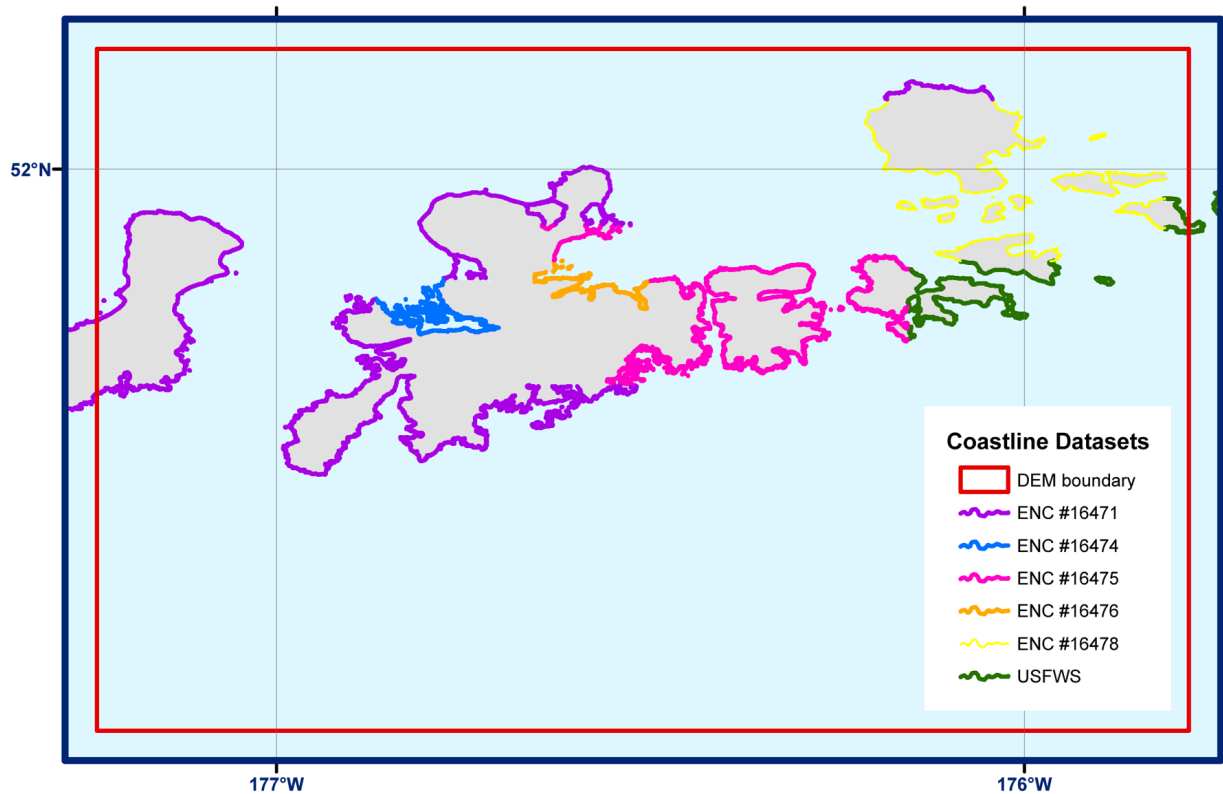 52°N
Coastline Datasets
DEM boundary
ENC #16471
ENC #16474
ENC #16475
ENC #16476
ENC #16478
USFWS
177°W
176°W